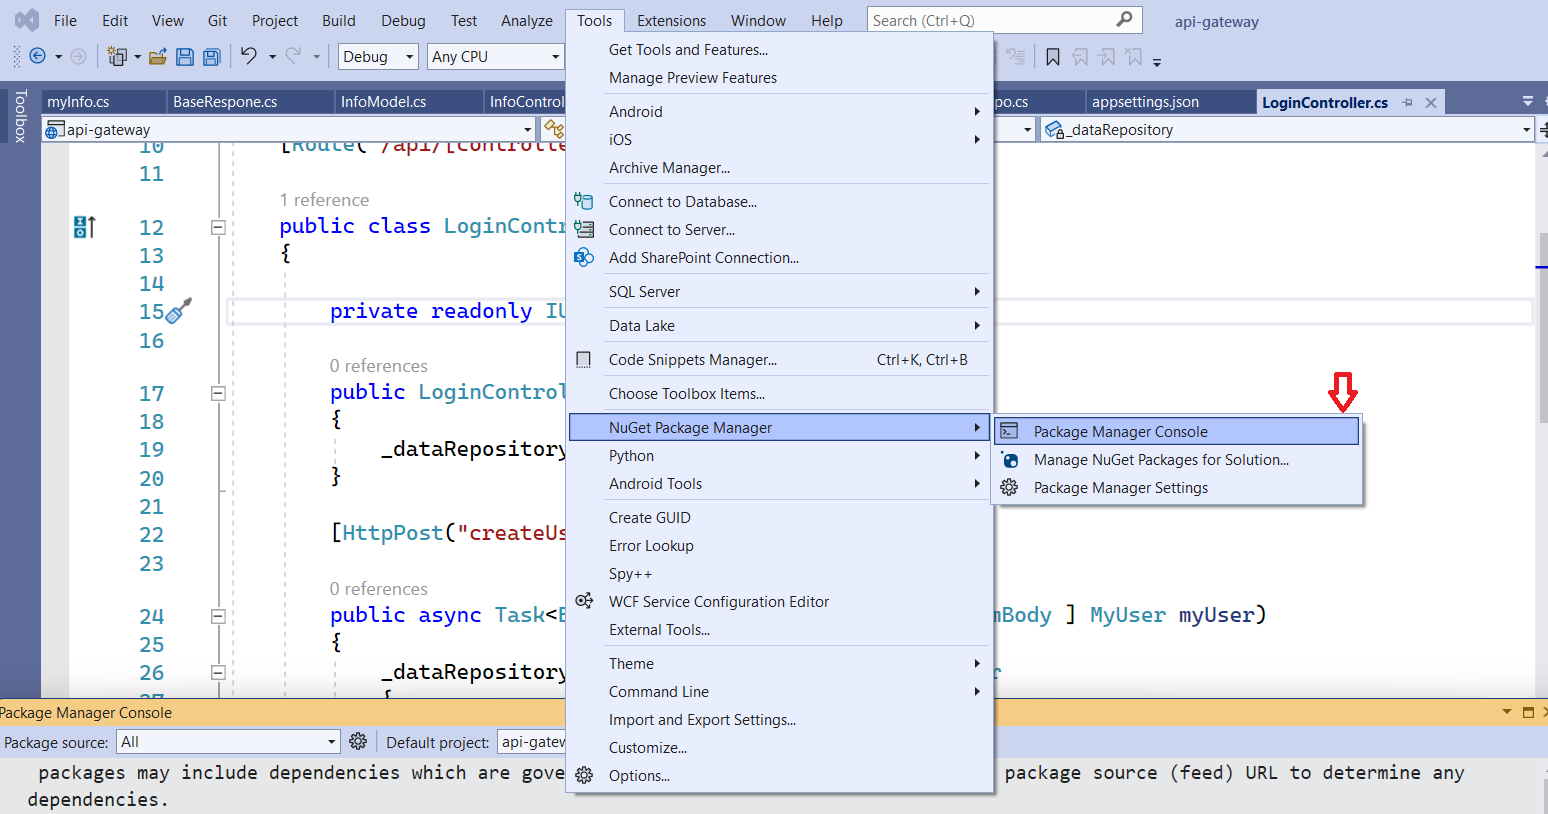 File Edit View Git Project Build Debug Test Analyze Tools Extensions Window Help Search (Ctrl+Q) api-gateway
Debug Any CPU
Toolbox
myInfo.cs BaseRespone.cs InfoModel.cs InfoControl po.cs appsettings.json LoginController.cs
api-gateway _dataRepository
Get Tools and Features...
Manage Preview Features
Android
iOS
Archive Manager...
Connect to Database...
Connect to Server...
Add SharePoint Connection...
SQL Server
Data Lake
Code Snippets Manager... Ctrl+K, Ctrl+B
Choose Toolbox Items...
NuGet Package Manager
Python
Android Tools
Create GUID
Error Lookup
Spy++
WCF Service Configuration Editor
External Tools...
Theme
Command Line
Import and Export Settings...
Customize...
Options...
Package Manager Console
Manage NuGet Packages for Solution...
Package Manager Settings
10 [Route("/api/[controlle
11
1 reference
12 public class LoginContr
13 {
14
15 private readonly IU
16
0 references
17 public LoginControl
18 {
19 _dataRepository
20 }
21
22 [HttpPost("createUs
23
0 references
24 public async Task<B mBody ] MyUser myUser)
25 {
26 _dataRepository r
27 {
Package Manager Console
Package source: All Default project: api-gatew
packages may include dependencies which are gove package source (feed) URL to determine any
dependencies.